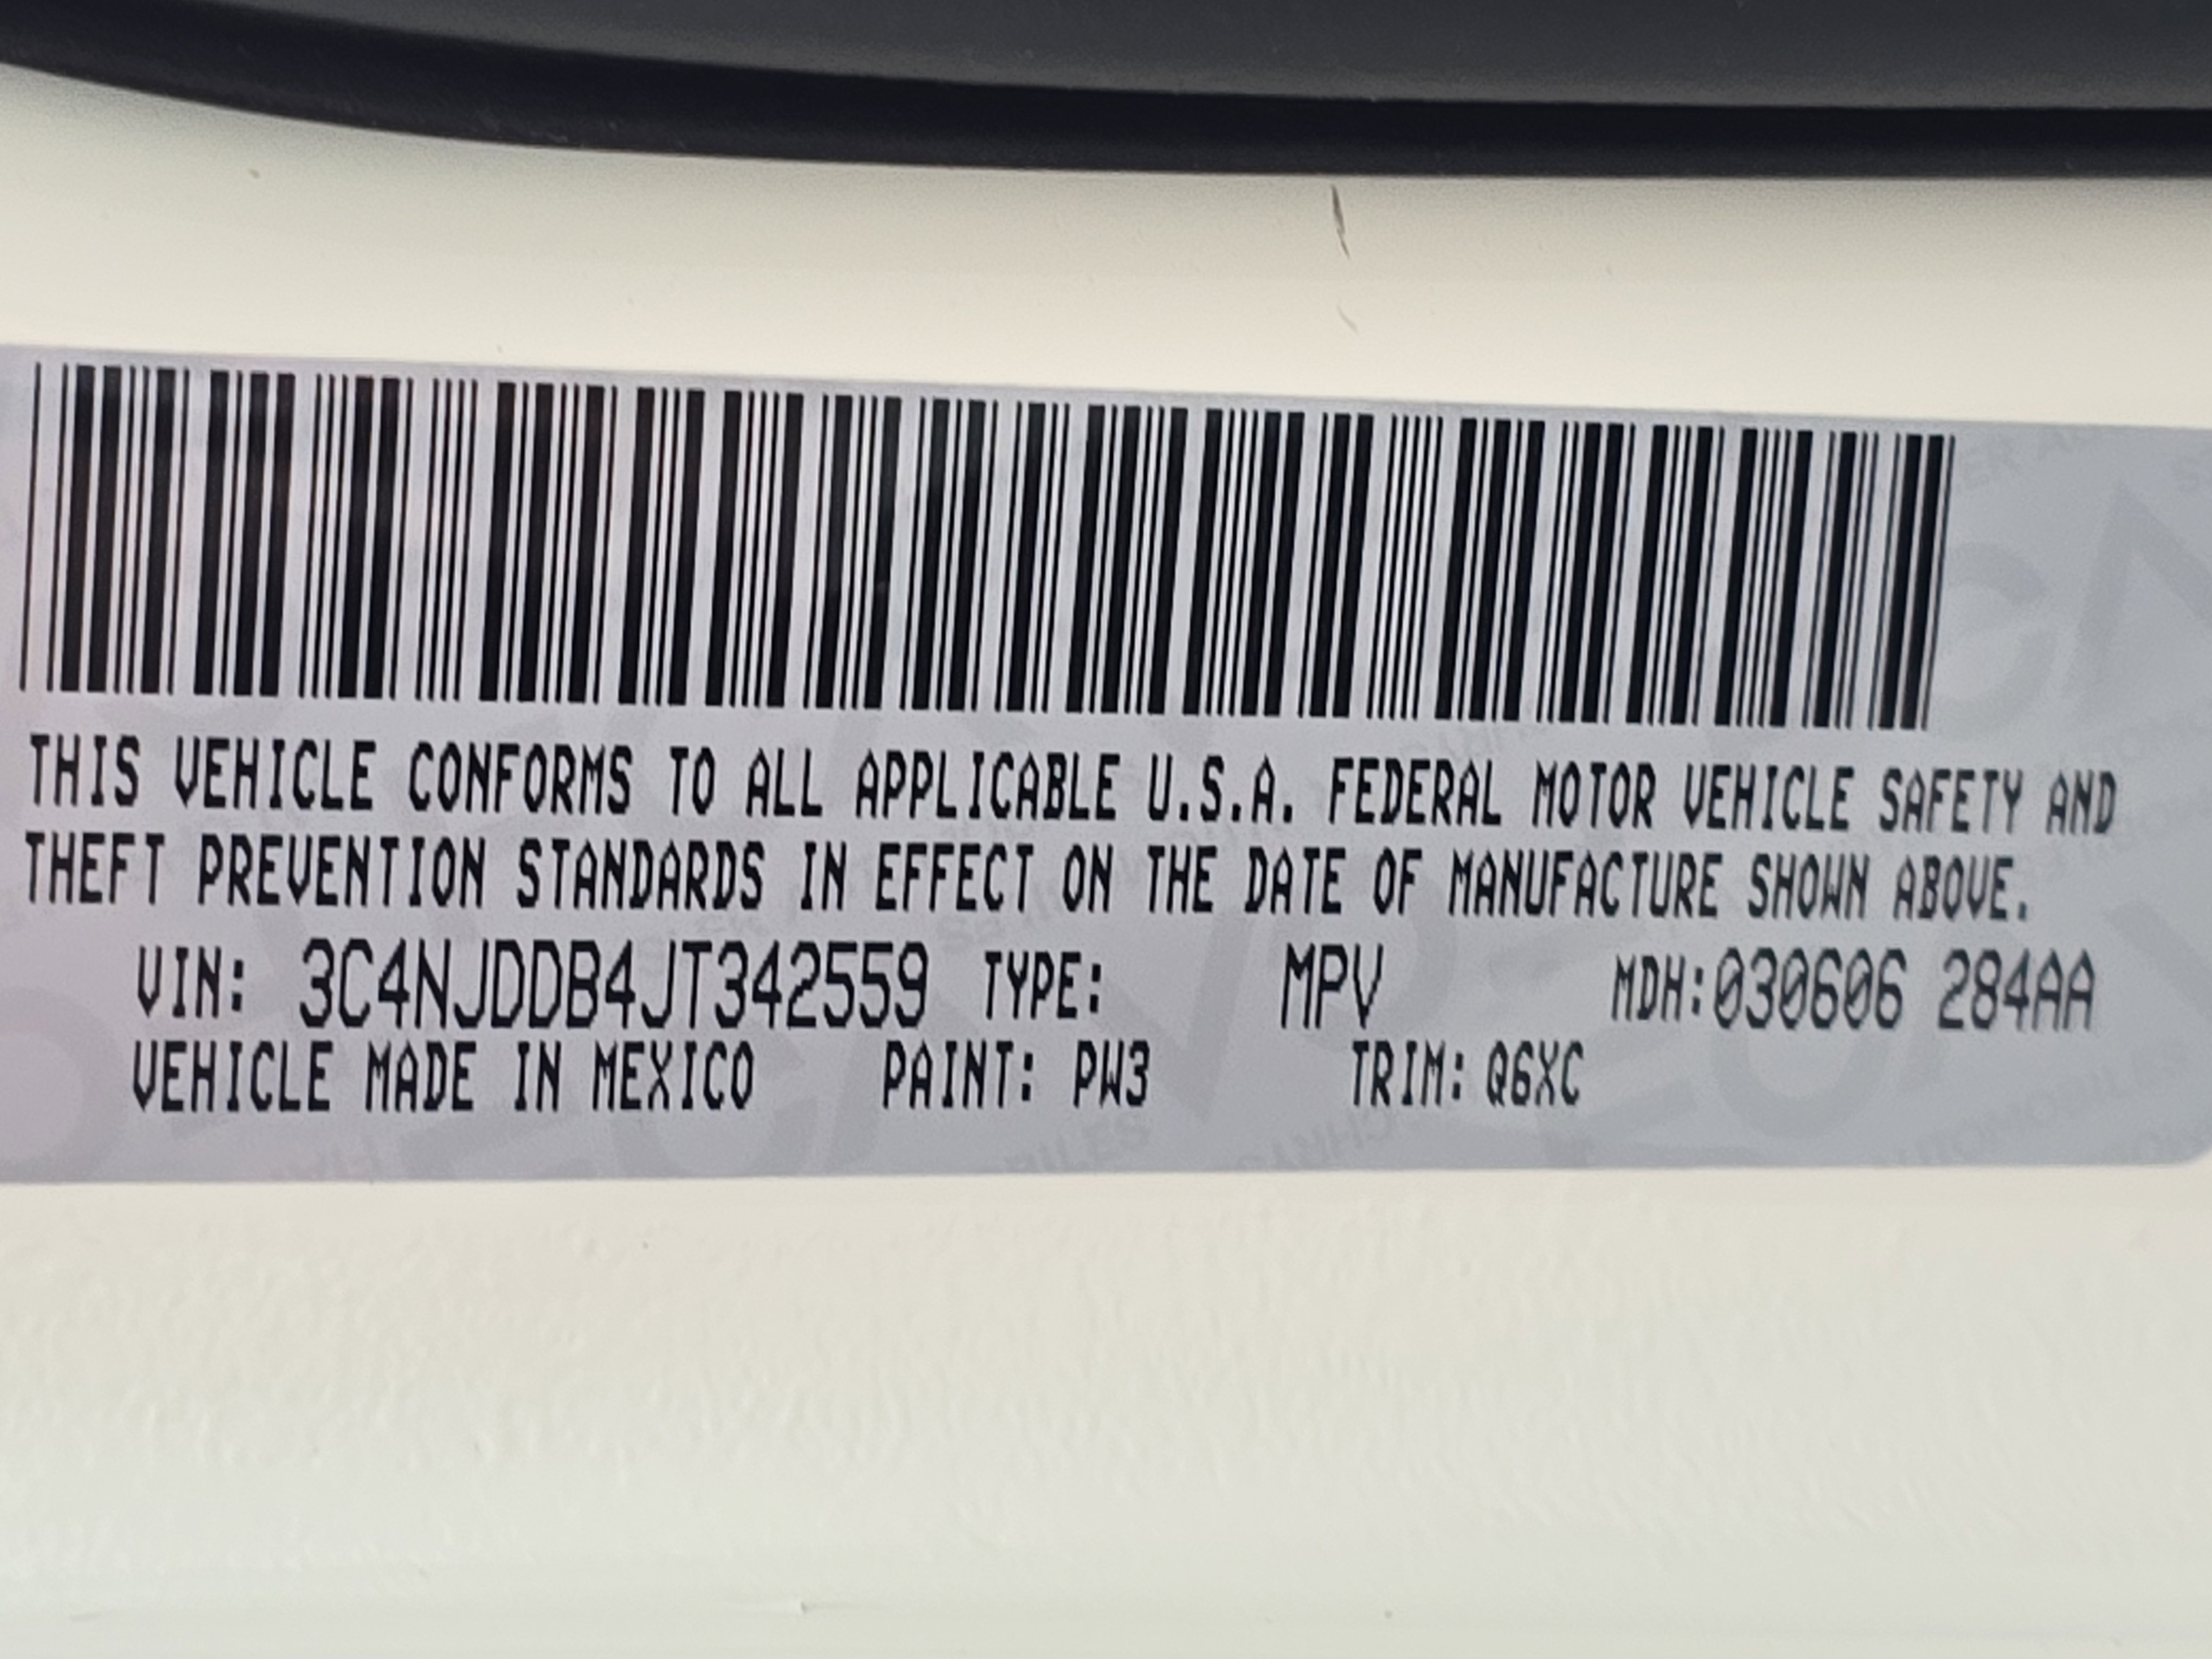 THIS VEHICLE CONFORMS TO ALL APPLICABLE U.S.A. FEDERAL MOTOR VEHICLE SAFETY AND
THEFT PREVENTION STANDARDS IN EFFECT ON THE DATE OF MANUFACTURE SHOWN ABOVE.
VIN: 3C4NJDDB4JT342559 TYPE: MPV MDH:030606 284AA
VEHICLE MADE IN MEXICO PAINT: PW3 TRIM: Q6XC